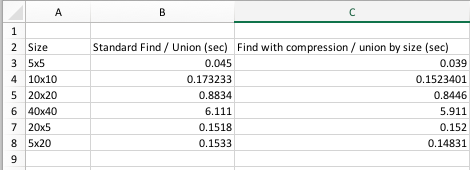 A B C
1
2 Size Standard Find / Union (sec) Find with compression / union by size (sec)
3 5x5 0.045 0.039
4 10x10 0.173233 0.1523401
5 20x20 0.8834 0.8446
6 40x40 6.111 5.911
7 20x5 0.1518 0.152
8 5x20 0.1533 0.14831
9